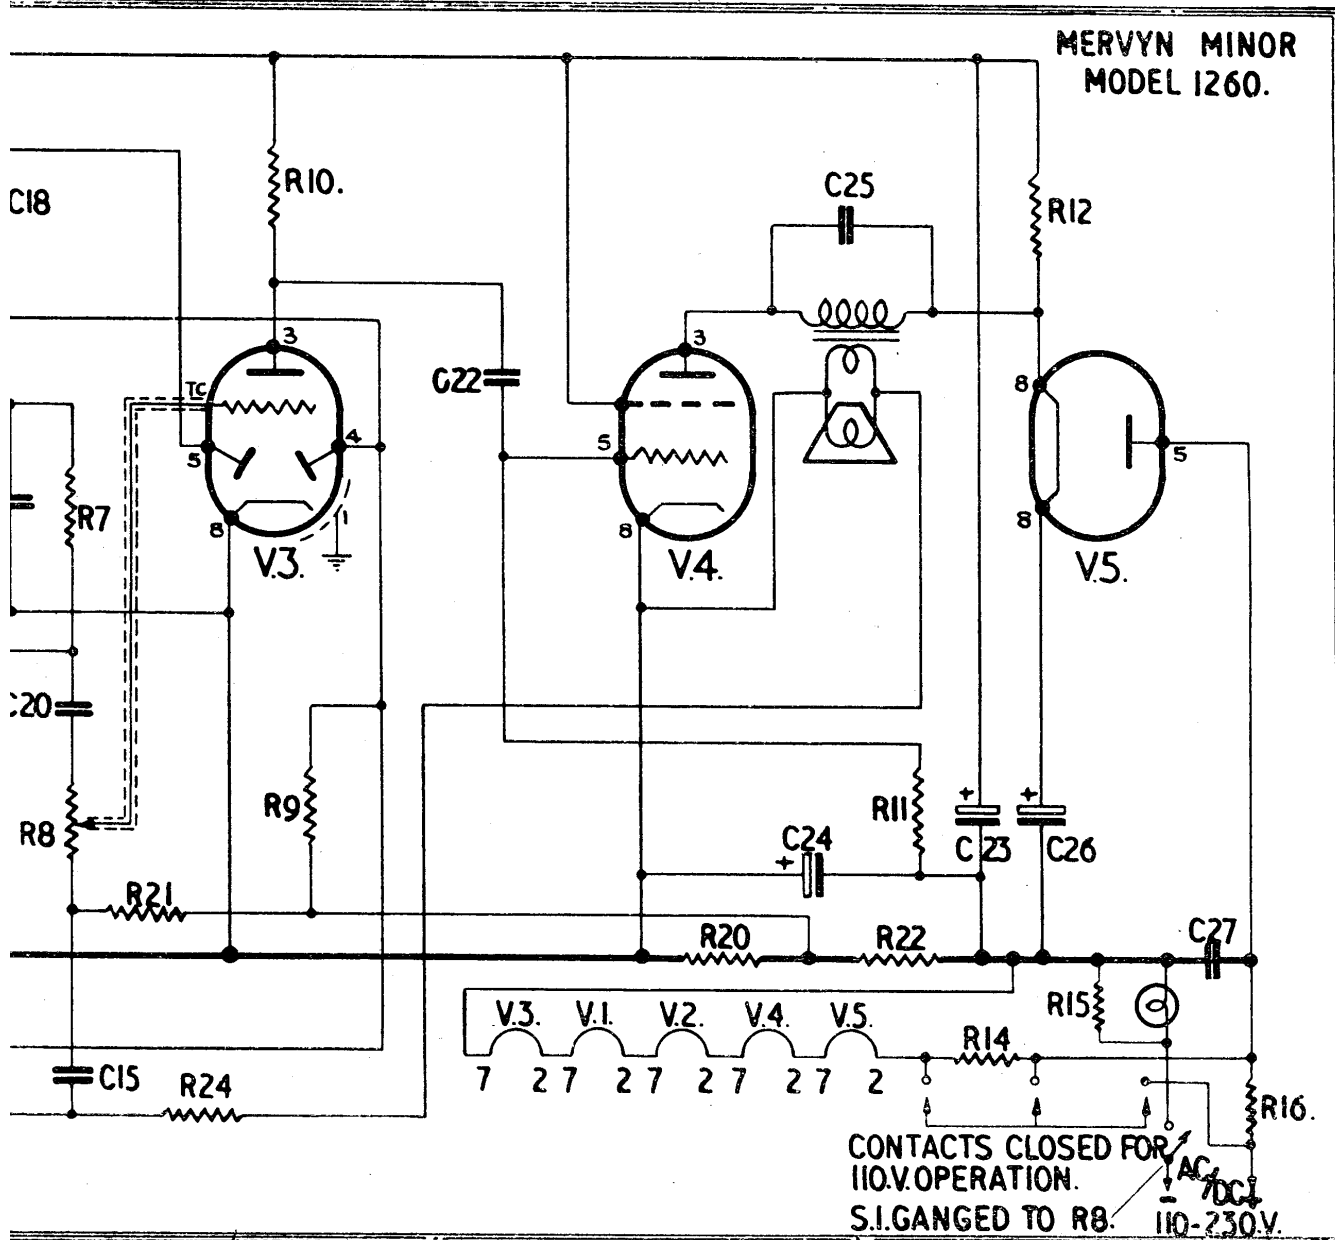 MERVYN MINOR
MODEL 1260.
C18
R10.
C25
R12
3
TC
5
4
8
1
V.3.
R7
C22
3
5
8
V.4.
8
8
5
V.5.
C20
R8
R9
R11
+
C23
+
C26
C24
+
R21
R20
R22
C27
V.3. V.1. V.2. V.4. V.5.
7 2 7 2 7 2 7 2 7 2
R14
R15
R16.
C15
R24
CONTACTS CLOSED FOR
110.V.OPERATION.
S.1.GANGED TO R8.
AC/DC
- +
110-230.V.